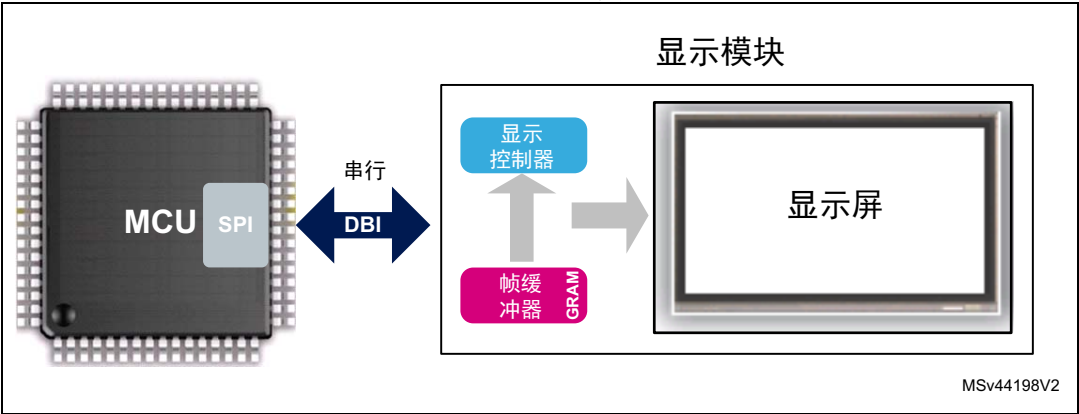 显示模块
显示
控制器
串行
MCU
SPI
DBI
显示屏
帧缓
冲器
GRAM
MSv44198V2